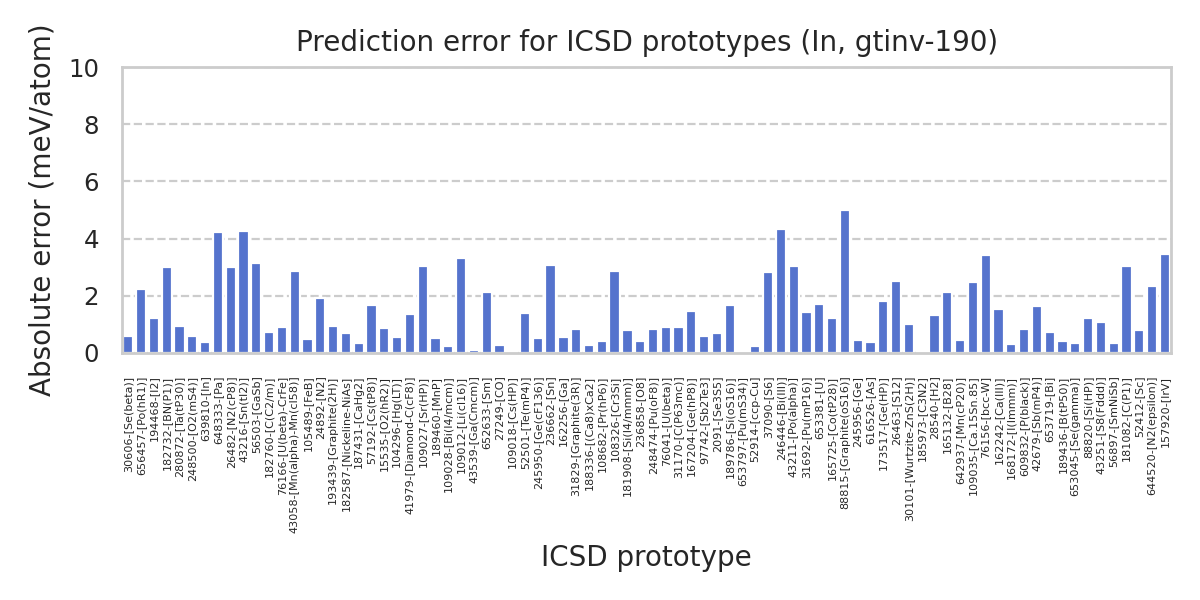 Prediction error for ICSD prototypes (In, gtinv-190)
Absolute error (meV/atom)
10
8
6
4
2
0
306006-[Se(beta)]
656457-[Po(hR1)]
194468-[I2]
182732-[BN(P1)]
280872-[Ta(tP30)]
248500-[O2(mS4)]
639810-[In]
648333-[Pa]
26482-[N2(cP8)]
43216-[Sn(tI2)]
56503-[GaSb]
182760-[C(C2/m)]
76166-[U(beta)-CrFe]
43058-[Mn(alpha)-Mn(cI58)]
105489-[FeB]
24892-[N2]
193439-[Graphite(2H)]
182587-[Nickeline-NiAs]
187431-[CaHg2]
57192-[Cs(tP8)]
15535-[O2(hR2)]
104296-[Hg(LT)]
41979-[Diamond-C(cF8)]
109027-[Sr(HP)]
189460-[MnP]
109028-[Bi(I4/mcm)]
109012-[Li(cI16)]
43539-[Ga(Cmcm)]
652633-[Sm]
27249-[CO]
109018-[Cs(HP)]
52501-[Te(mP4)]
245950-[Ge(cF136)]
236662-[Sn]
162256-[Ga]
31829-[Graphite(3R)]
188336-[(Ca8)xCa2]
108682-[Pr(hP6)]
108326-[Cr3Si]
181908-[Si(I4/mmm)]
236858-[O8]
248474-[Pu(oF8)]
76041-[U(beta)]
31170-[C(P63mc)]
167204-[Ge(hP8)]
97742-[Sb2Te3]
2091-[Se3S5]
189786-[Si(oS16)]
653797-[Pu(mS34)]
52914-[ccp-Cu]
37090-[S6]
246446-[Bi(III)]
43211-[Po(alpha)]
31692-[Pu(mP16)]
653381-[U]
165725-[Co(tP28)]
88815-[Graphite(oS16)]
245956-[Ge]
616526-[As]
173517-[Ge(HP)]
26463-[S12]
30101-[Wurtzite-ZnS(2H)]
185973-[C3N2]
28540-[H2]
165132-[B28]
642937-[Mn(cP20)]
109035-[Ca.15Sn.85]
76156-[bcc-W]
162242-[Ca(III)]
168172-[I(Immm)]
609832-[P(black)]
426739-[Sb(mP4)]
653719-[Bi]
189436-[B(tP50)]
653045-[Se(gamma)]
88820-[Si(HP)]
43251-[S8(Fddd)]
56897-[SmNiSb]
181082-[C(P1)]
52412-[Sc]
644520-[N2(epsilon)]
157920-[IrV]
ICSD prototype